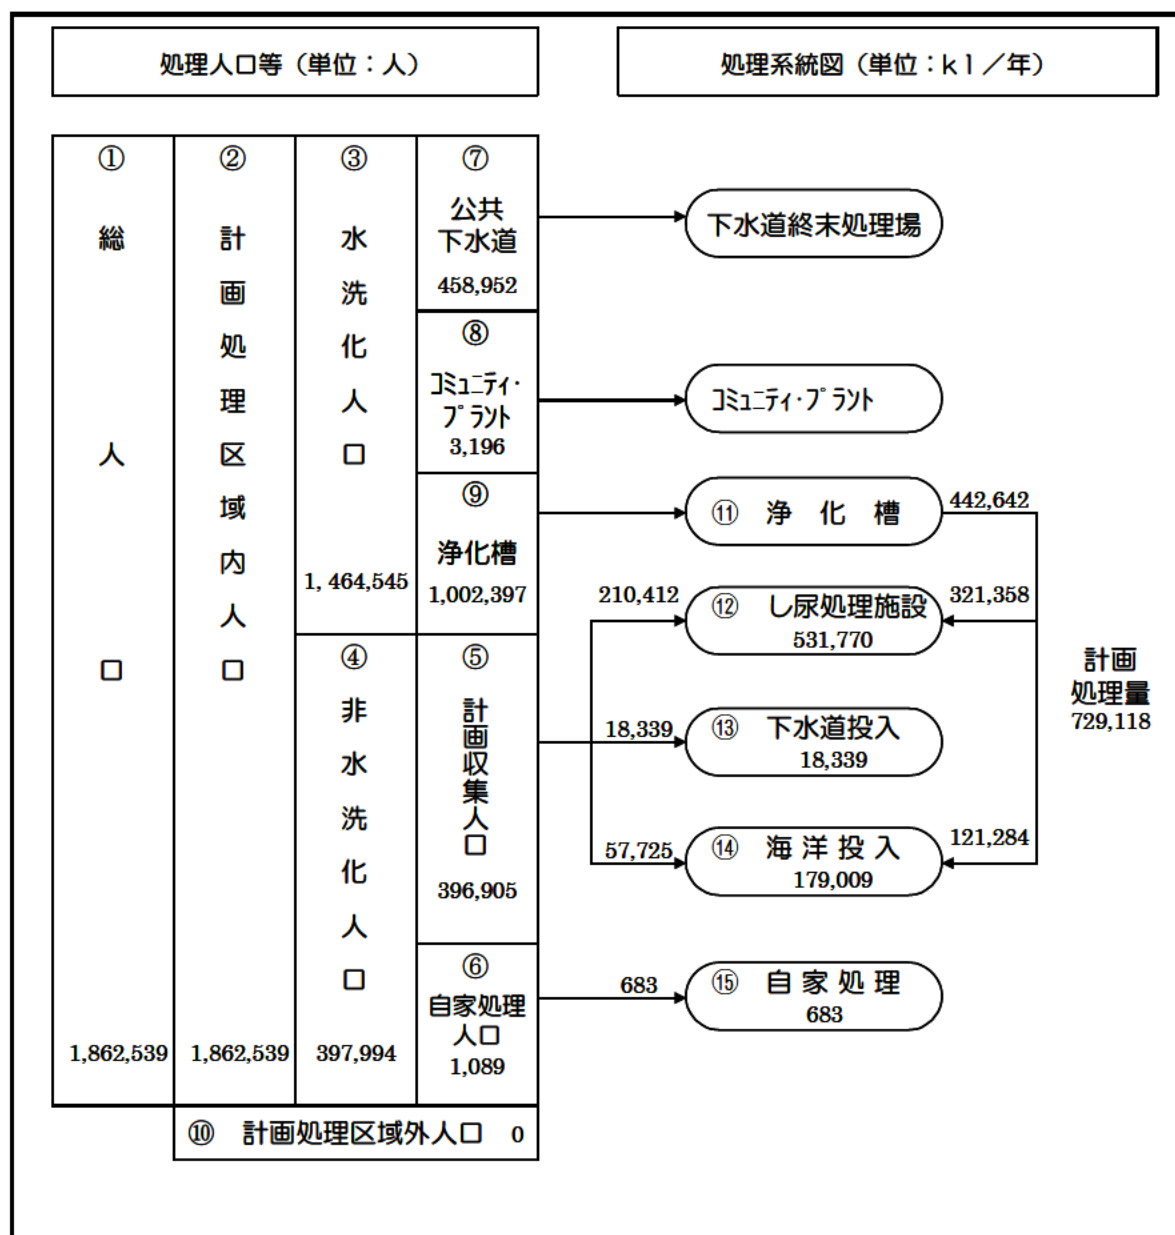 処理人口等（単位：人）
処理系統図（単位：ｋｌ／年）
①
総人口
1,862,539
②
計画処理区域内人口
1,862,539
③
水洗化人口
1, 464,545
④
非水洗化人口
397,994
⑦
公共
下水道
458,952
⑧
ｺﾐｭﾆﾃｨ･
ﾌﾟﾗﾝﾄ
3,196
⑨
浄化槽
1,002,397
⑤
計画収集人口
396,905
⑥
自家処理
人口
1,089
⑩ 計画処理区域外人口 0
下水道終末処理場
ｺﾐｭﾆﾃｨ･ﾌﾟﾗﾝﾄ
⑪ 浄 化 槽
442,642
210,412
⑫ し尿処理施設
531,770
321,358
18,339
⑬ 下水道投入
18,339
57,725
⑭ 海 洋 投 入
179,009
121,284
計画
処理量
729,118
683
⑮ 自 家 処 理
683